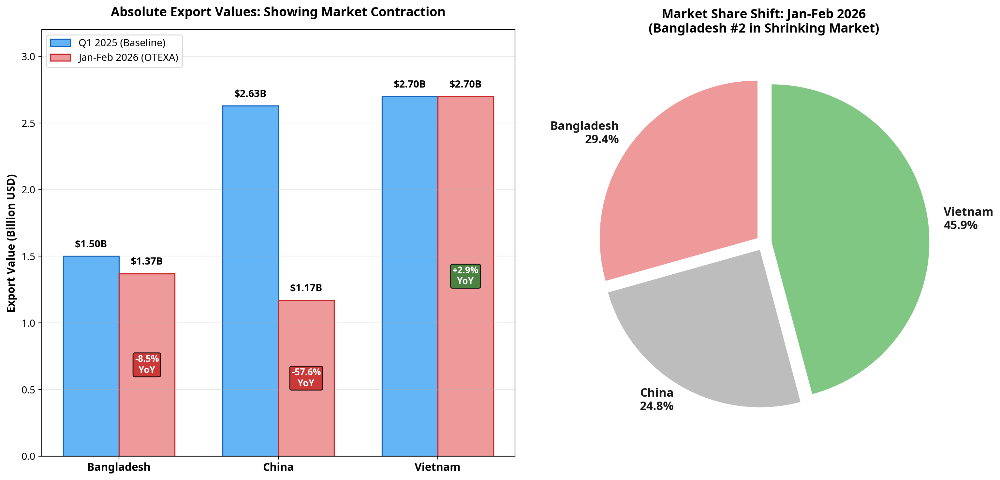 Absolute Export Values: Showing Market Contraction
Q1 2025 (Baseline)
Jan-Feb 2026 (OTEXA)
Export Value (Billion USD)
3.0
2.5
2.0
1.5
1.0
0.5
0.0
$1.50B
$1.37B
-8.5%
YoY
$2.63B
$1.17B
-57.6%
YoY
$2.70B
$2.70B
+2.9%
YoY
Bangladesh
China
Vietnam
Market Share Shift: Jan-Feb 2026
(Bangladesh #2 in Shrinking Market)
Bangladesh
29.4%
Vietnam
45.9%
China
24.8%